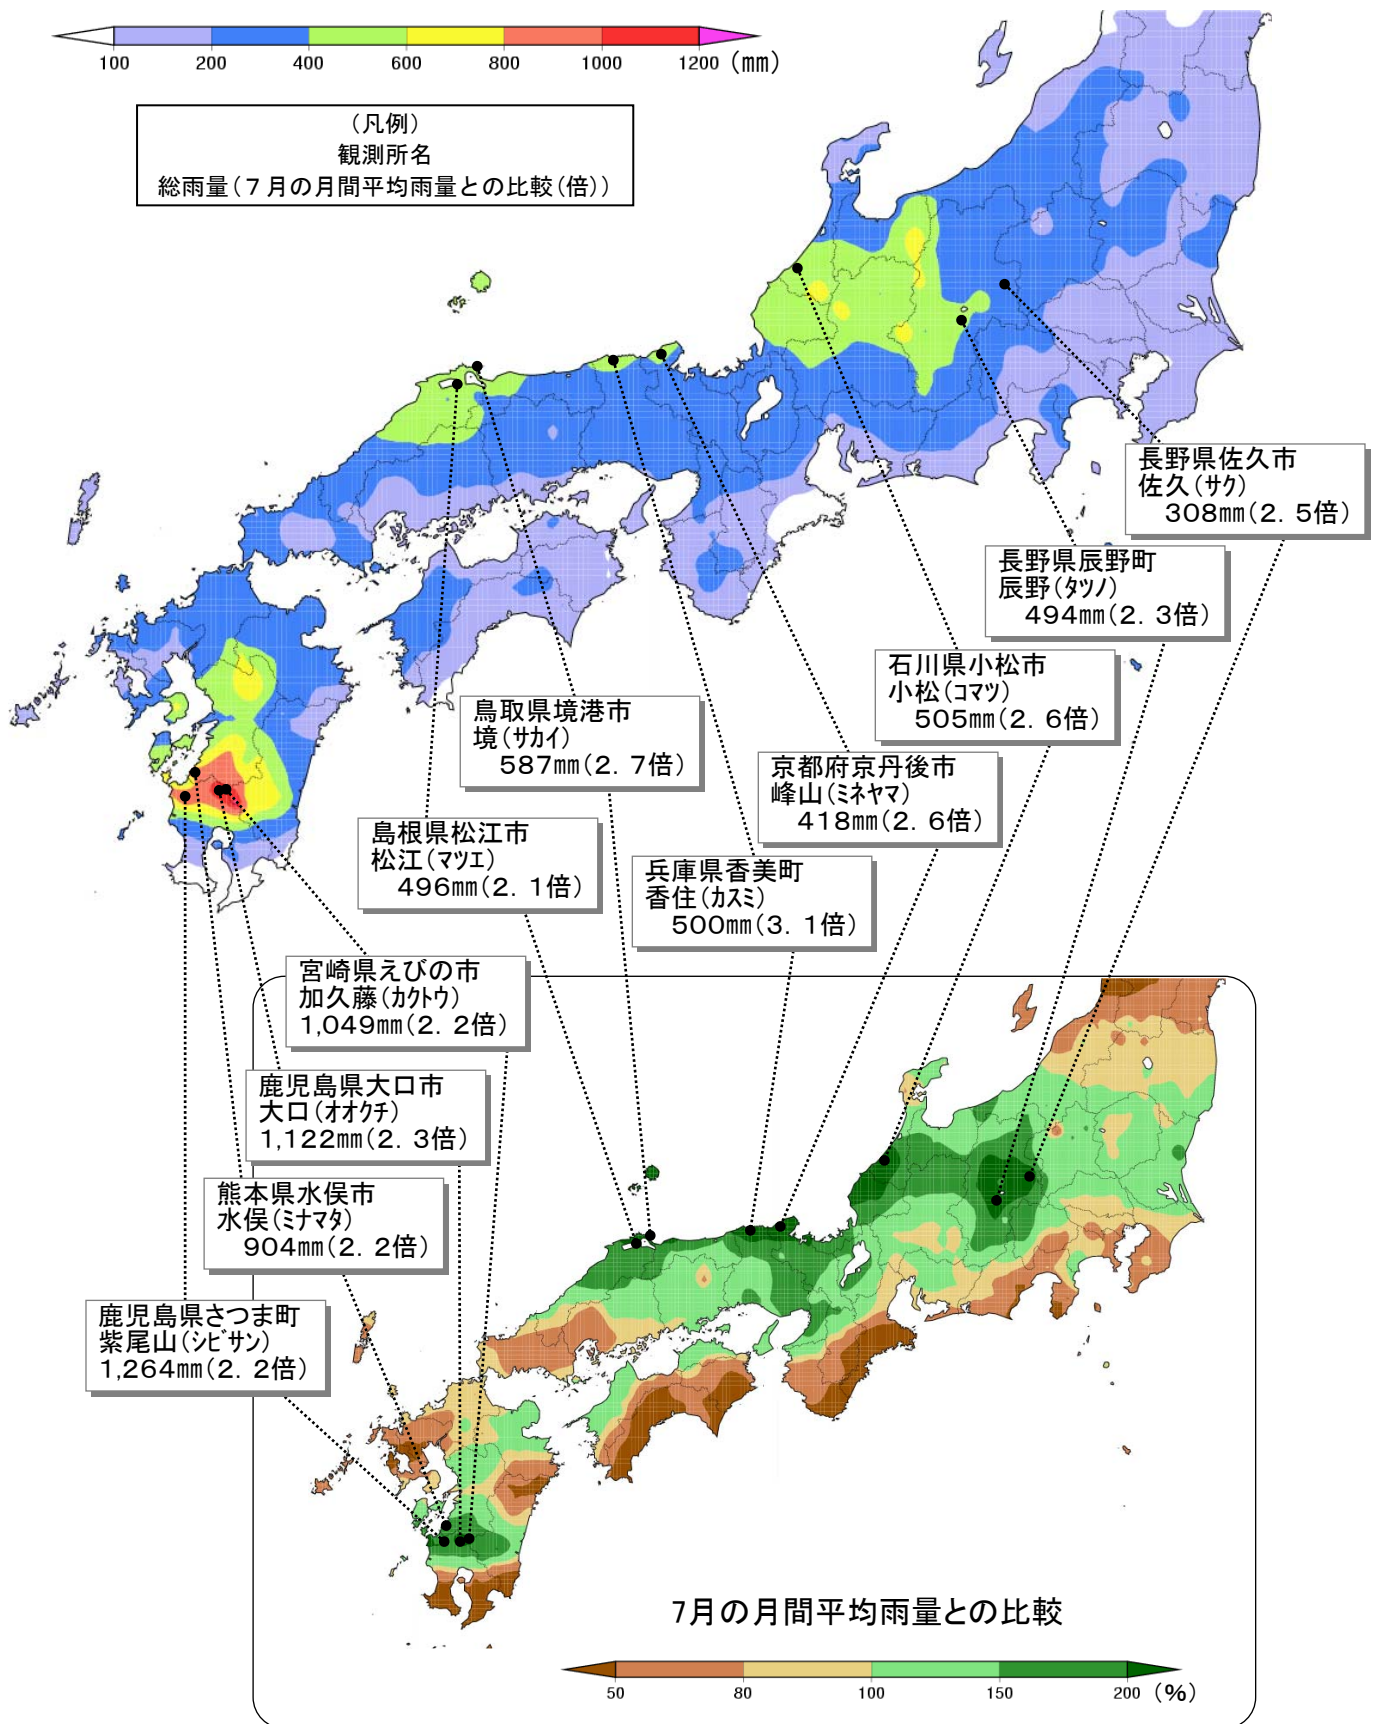 100 200 400 600 800 1000 1200 (㎜)
(凡例)
観測所名
総雨量(７月の月間平均雨量との比較(倍))
長野県佐久市
佐久(ｻｸ)
308㎜(2. 5倍)
長野県辰野町
辰野(ﾀﾂﾉ)
494㎜(2. 3倍)
石川県小松市
小松(ｺﾏﾂ)
505㎜(2. 6倍)
鳥取県境港市
境(ｻｶｲ)
587㎜(2. 7倍)
京都府京丹後市
峰山(ﾐﾈﾔﾏ)
418㎜(2. 6倍)
島根県松江市
松江(ﾏﾂｴ)
496㎜(2. 1倍)
兵庫県香美町
香住(ｶｽﾐ)
500㎜(3. 1倍)
宮崎県えびの市
加久藤(ｶｸﾄｳ)
1,049㎜(2. 2倍)
鹿児島県大口市
大口(ｵｵｸﾁ)
1,122㎜(2. 3倍)
熊本県水俣市
水俣(ﾐﾅﾏﾀ)
904㎜(2. 2倍)
鹿児島県さつま町
紫尾山(ｼﾋﾞｻﾝ)
1,264㎜(2. 2倍)
7月の月間平均雨量との比較
50 80 100 150 200 (%)